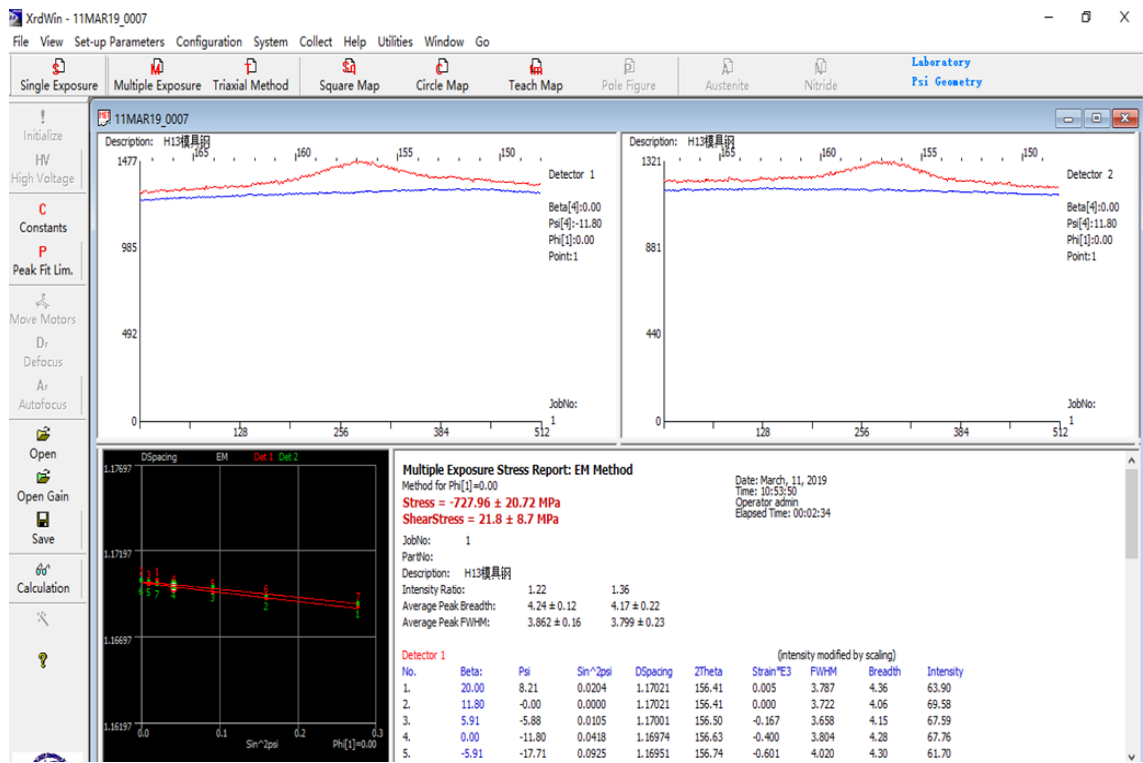 XrdWin - 11MAR19_0007
File View Set-up Parameters Configuration System Collect Help Utilities Window Go
Single Exposure Multiple Exposure Triaxial Method Square Map Circle Map Teach Map Pole Figure Austenite Nitride
Laboratory
Psi Geometry
Initialize
HV
High Voltage
C
Constants
P
Peak Fit Lim.
Move Motors
Dr
Defocus
Ar
Autofocus
Open
Open Gain
Save
Calculation
11MAR19_0007
Description: H13模具钢
165 160 155 150
1477
985
492
0
128 256 384 512
Detector 1
Beta[4]:0.00
Psi[4]:-11.80
Phi[1]:0.00
Point:1
JobNo:
1
Description: H13模具钢
165 160 155 150
1321
881
440
0
128 256 384 512
Detector 2
Beta[4]:0.00
Psi[4]:11.80
Phi[1]:0.00
Point:1
JobNo:
1
DSpacing EM Det 1 Det 2
1.17697
1.17197
1.16697
1.16197
0.0 0.1 0.2 0.3
Sin^2psi Phi[1]=0.00
Multiple Exposure Stress Report: EM Method
Method for Phi[1]=0.00
Stress = -727.96 ± 20.72 MPa
ShearStress = 21.8 ± 8.7 MPa
Date: March, 11, 2019
Time: 10:53:50
Operator admin
Elapsed Time: 00:02:34
JobNo: 1
PartNo:
Description: H13模具钢
Intensity Ratio: 1.22 1.36
Average Peak Breadth: 4.24 ± 0.12 4.17 ± 0.22
Average Peak FWHM: 3.862 ± 0.16 3.799 ± 0.23
Detector 1 (intensity modified by scaling)
No. Beta: Psi Sin^2psi DSpacing 2Theta Strain*E3 FWHM Breadth Intensity
1. 20.00 8.21 0.0204 1.17021 156.41 0.005 3.787 4.36 63.90
2. 11.80 -0.00 0.0000 1.17021 156.41 0.000 3.722 4.06 69.58
3. 5.91 -5.88 0.0105 1.17001 156.50 -0.167 3.658 4.15 67.59
4. 0.00 -11.80 0.0418 1.16974 156.63 -0.400 3.804 4.28 67.76
5. -5.91 -17.71 0.0925 1.16951 156.74 -0.601 4.020 4.30 61.70